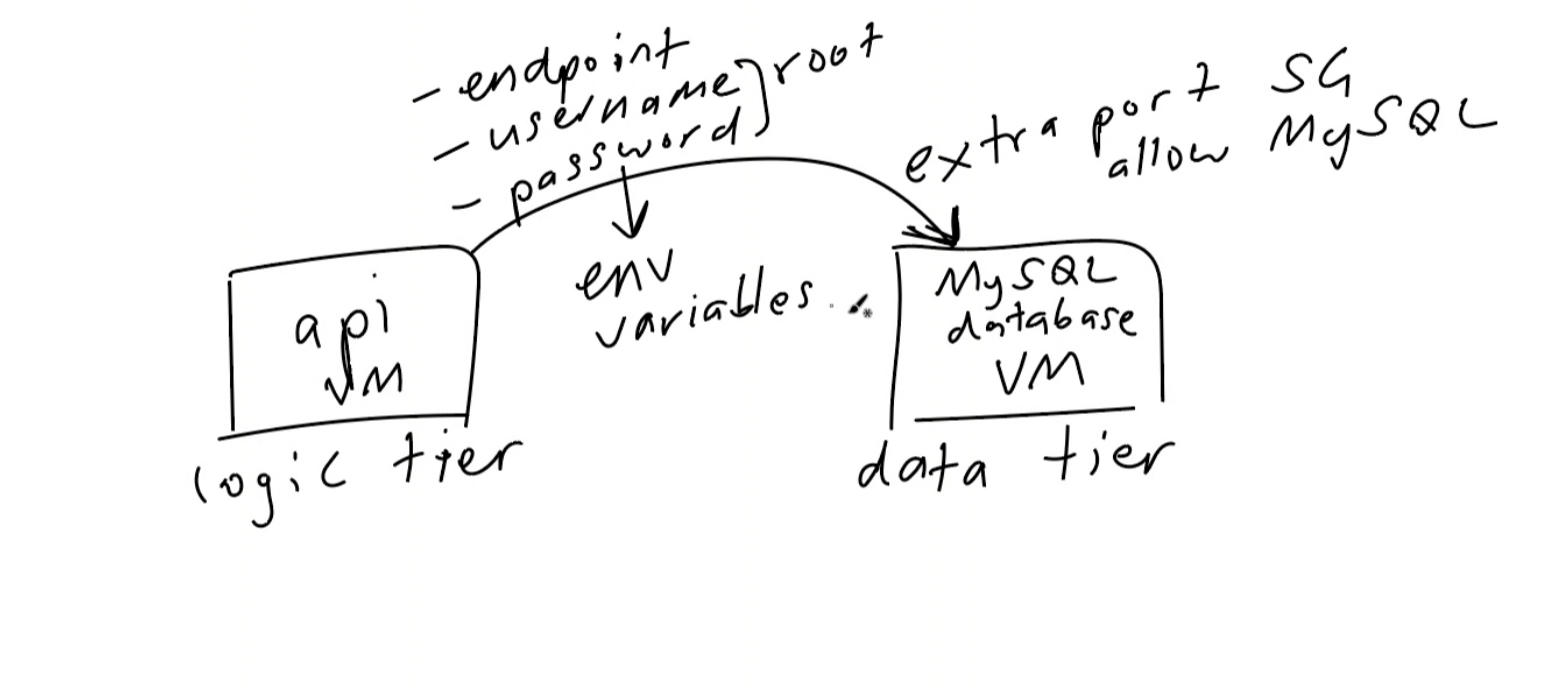 - endpoint
- username } root
- password
extra port SG
allow MySQL
env
variables
api
VM
MySQL
database
VM
logic tier
data tier